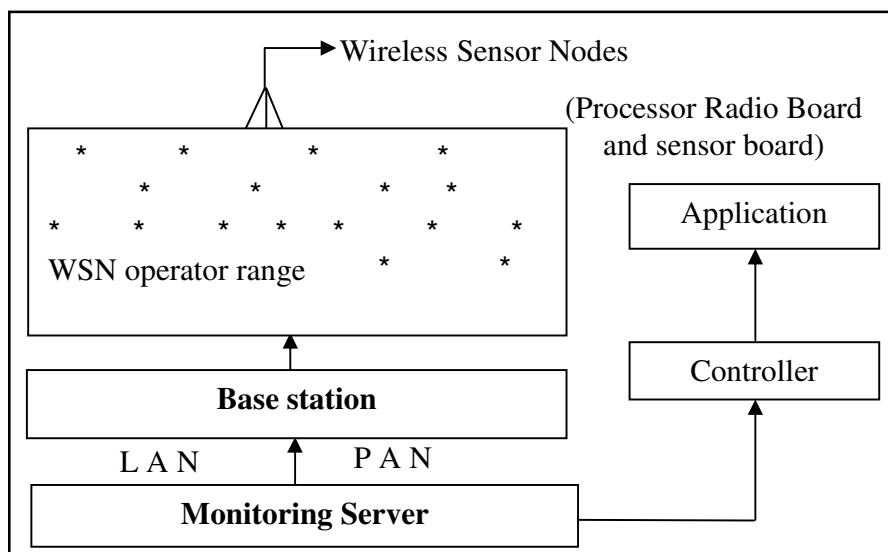 Wireless Sensor Nodes
(Processor Radio Board
and sensor board)
* * * *
* * * *
* * * * * * *
WSN operator range * *
Application
Controller
Base station
L A N P A N
Monitoring Server